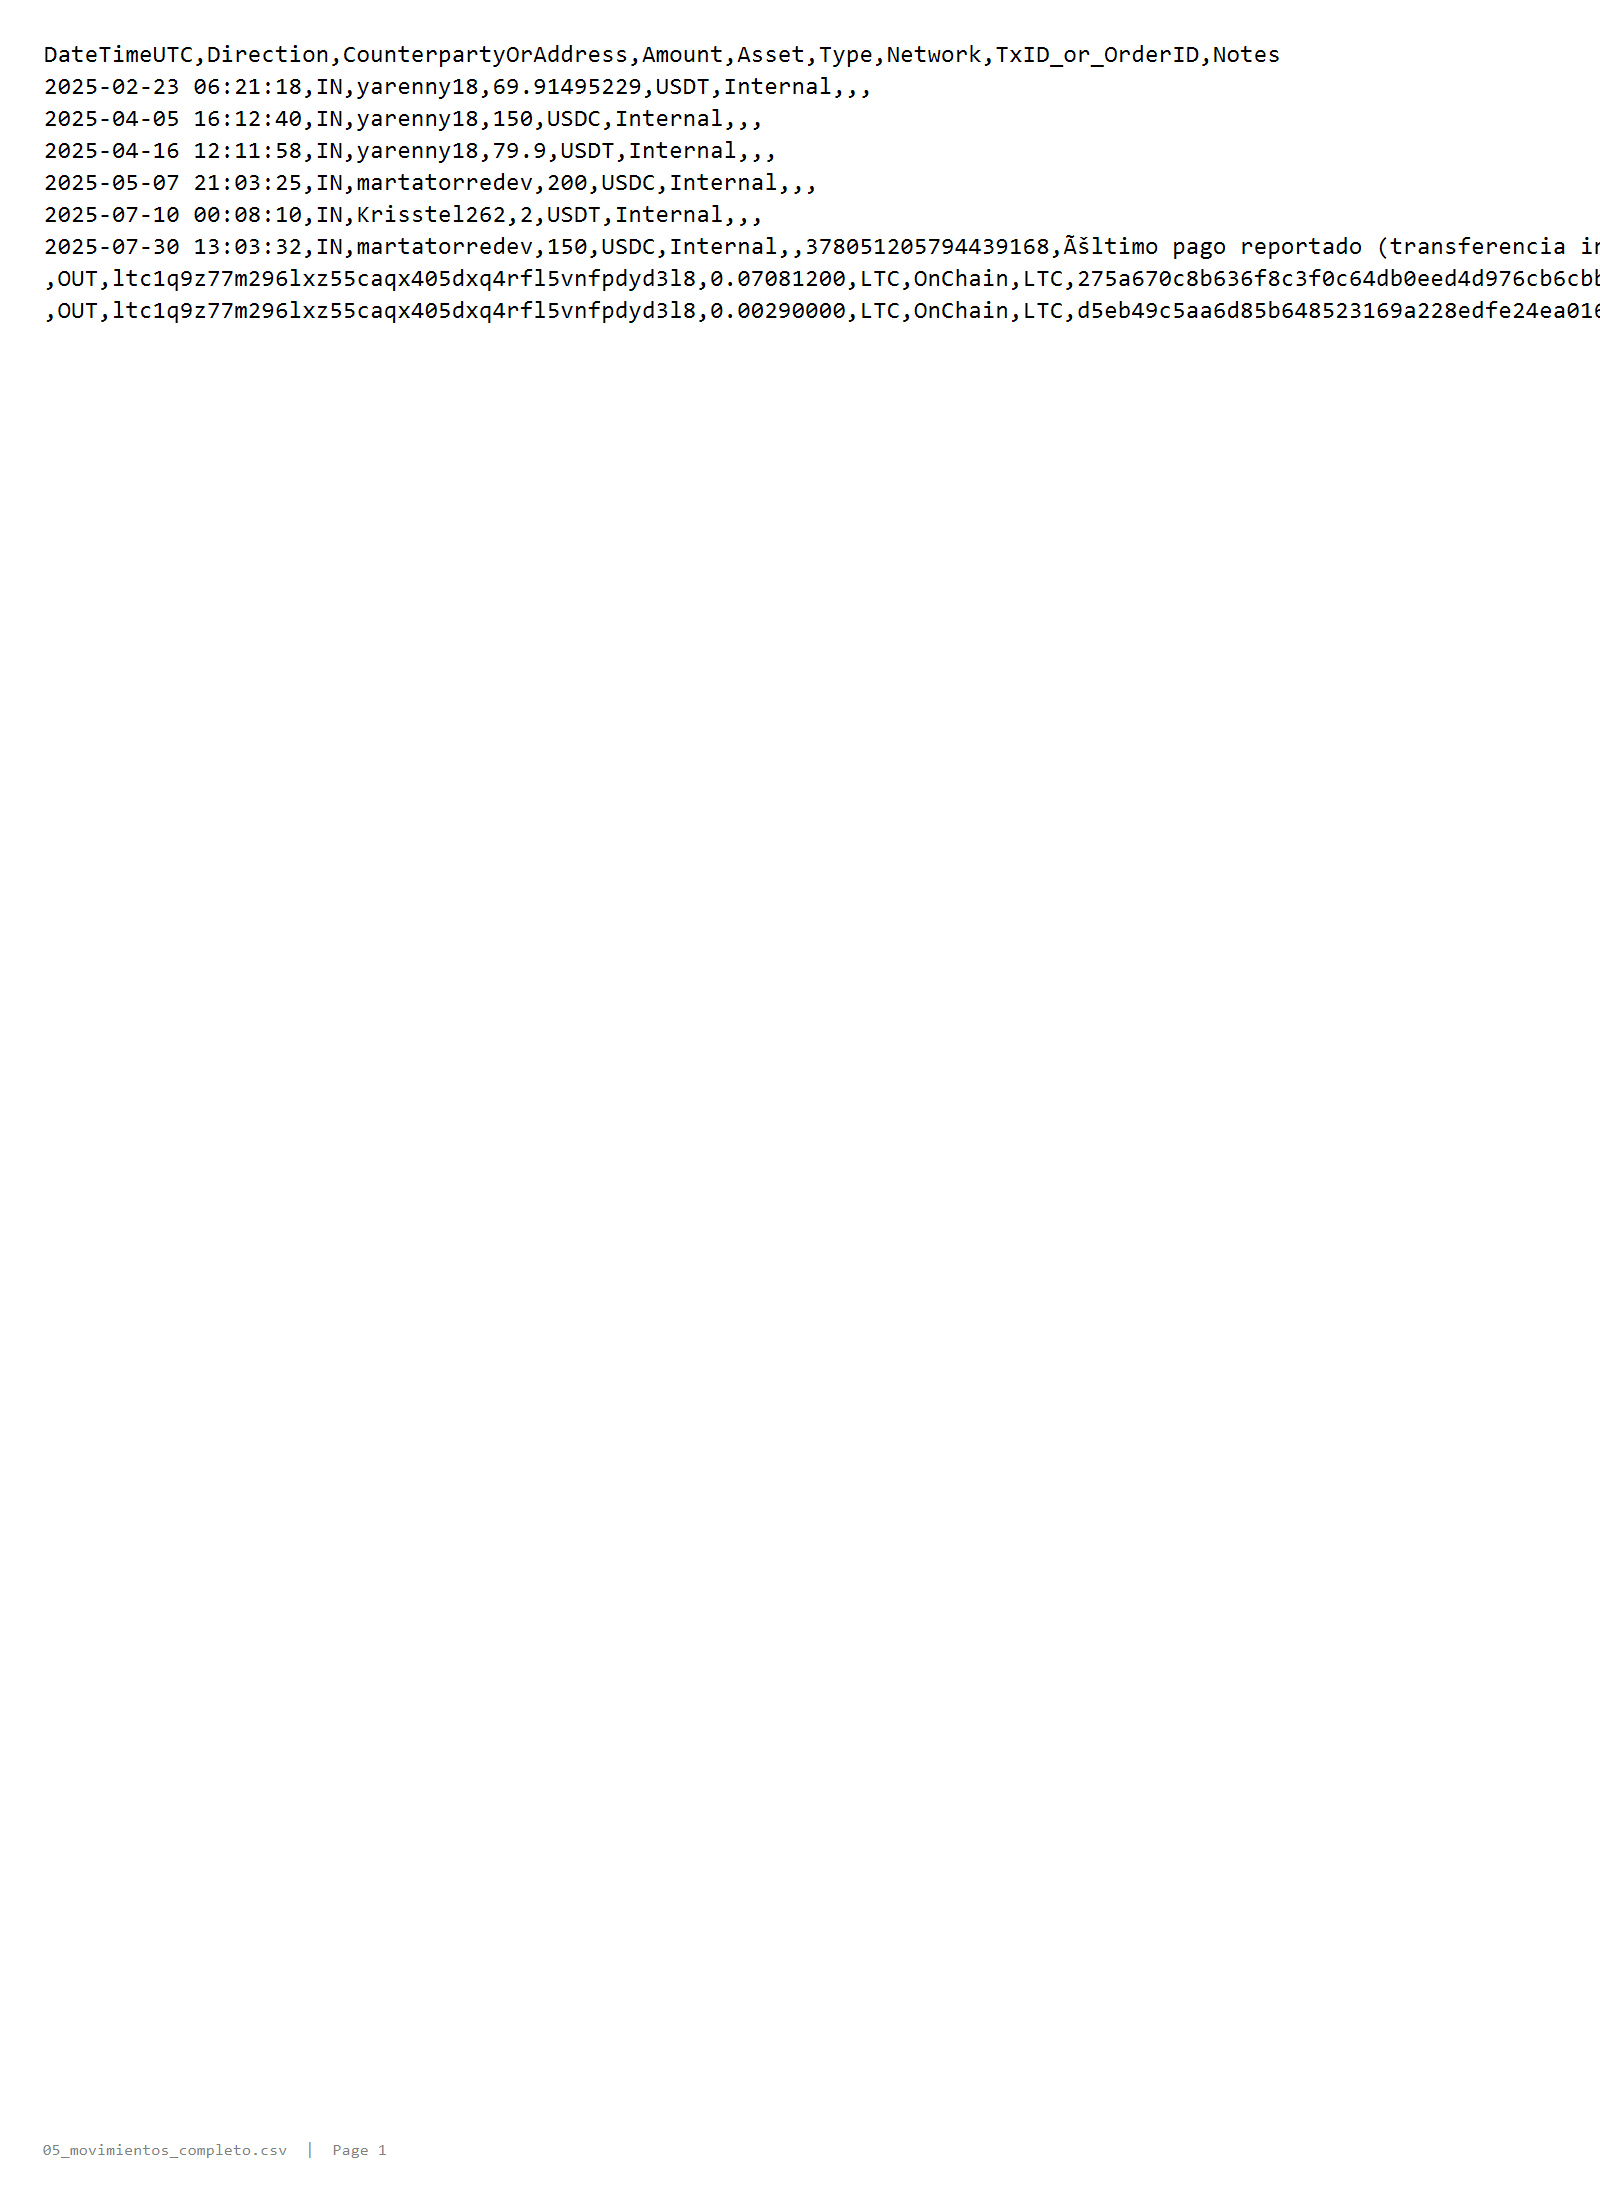 DateTimeUTC,Direction,CounterpartyOrAddress,Amount,Asset,Type,Network,TxID_or_OrderID,Notes
2025-02-23 06:21:18,IN,yarenny18,69.91495229,USDT,Internal,,,
2025-04-05 16:12:40,IN,yarenny18,150,USDC,Internal,,,
2025-04-16 12:11:58,IN,yarenny18,79.9,USDT,Internal,,,
2025-05-07 21:03:25,IN,martatorredev,200,USDC,Internal,,,
2025-07-10 00:08:10,IN,Krisstel262,2,USDT,Internal,,,
2025-07-30 13:03:32,IN,martatorredev,150,USDC,Internal,,378051205794439168,Ãšltimo pago reportado (transferencia in
,OUT,ltc1q9z77m296lxz55caqx405dxq4rfl5vnfpdyd3l8,0.07081200,LTC,OnChain,LTC,275a670c8b636f8c3f0c64db0eed4d976cb6cbb
,OUT,ltc1q9z77m296lxz55caqx405dxq4rfl5vnfpdyd3l8,0.00290000,LTC,OnChain,LTC,d5eb49c5aa6d85b648523169a228edfe24ea016
05_movimientos_completo.csv | Page 1